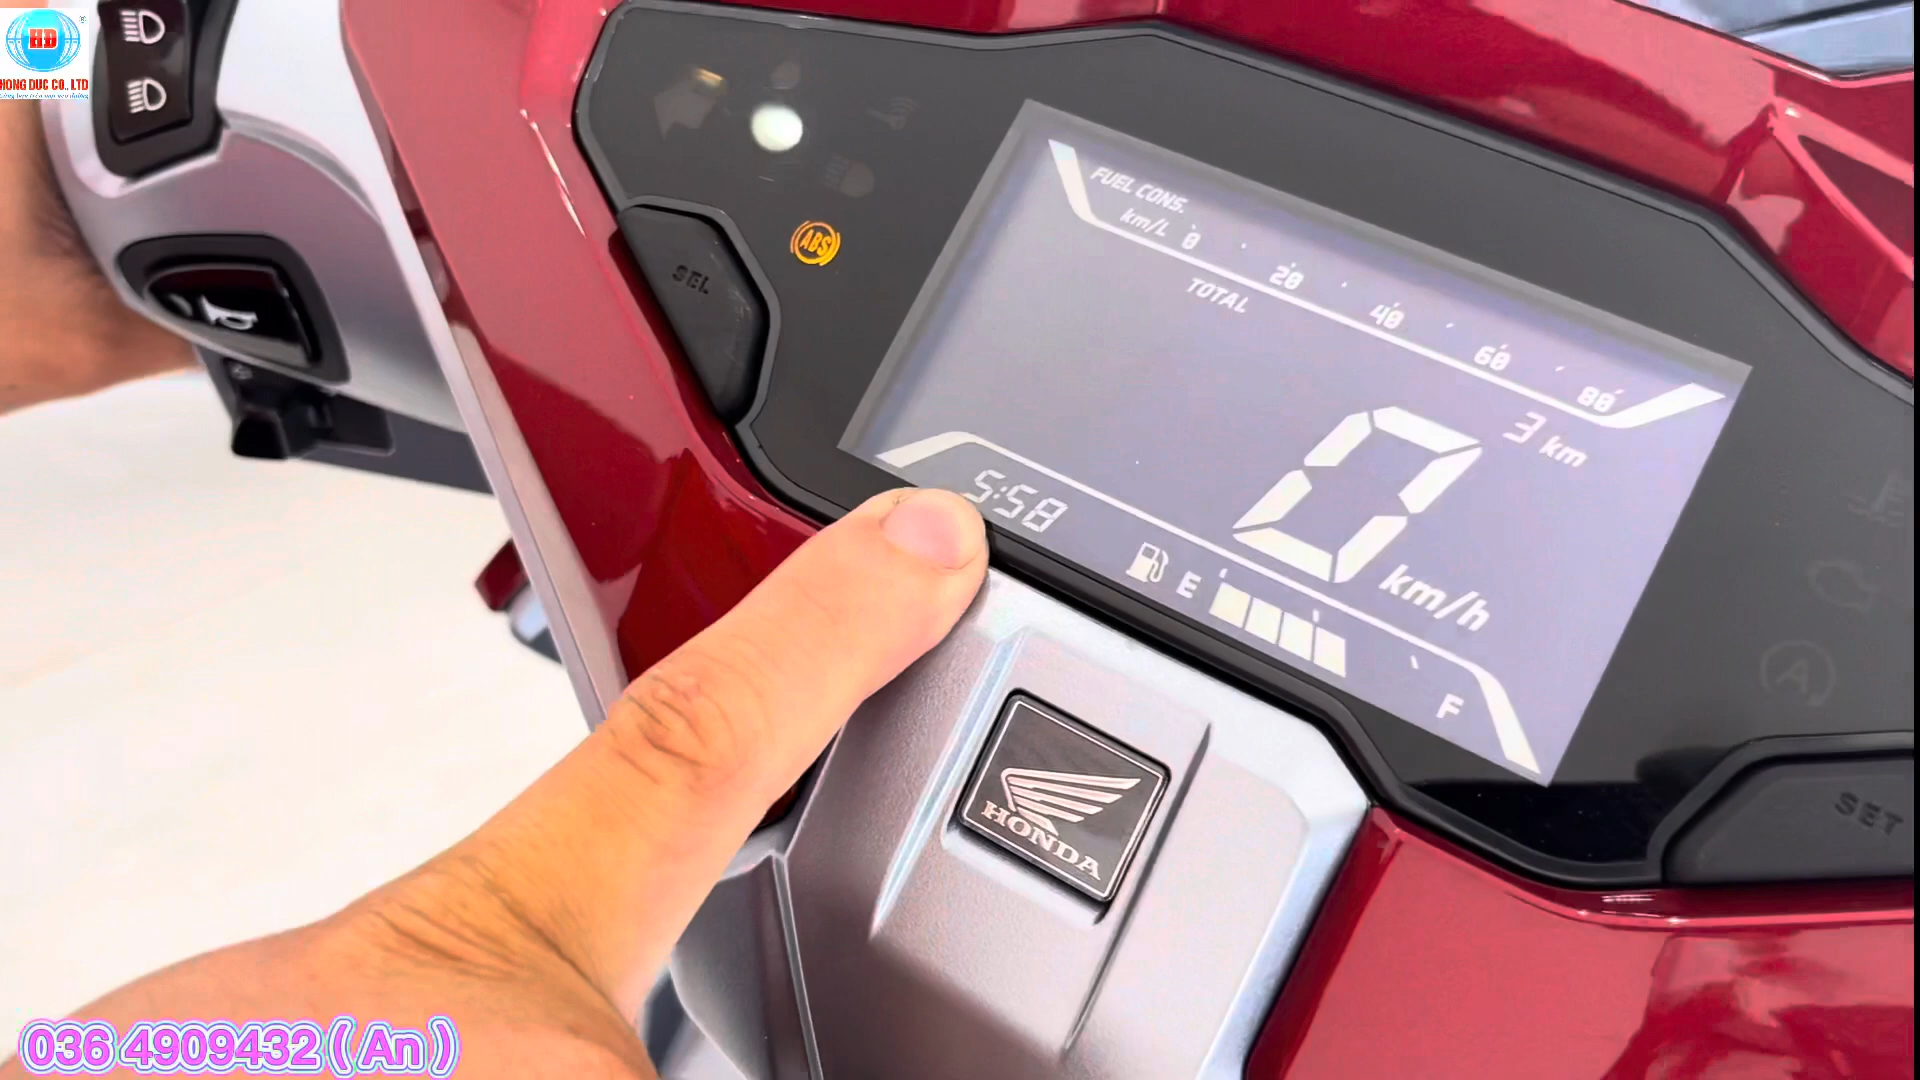 HD
HONG DUC CO., LTD
SEL
ABS
FUEL CONS.
km/L 0 20 40 60 80
TOTAL
3 km
0 km/h
5:58
E
F
A
SET
HONDA
036 4909432 ( An )